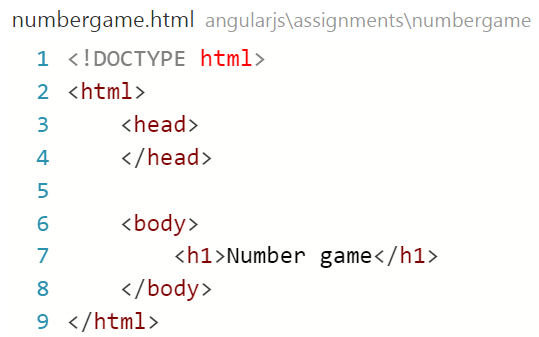 numbergame.html angularjs\assignments\numbergame
1 <!DOCTYPE html>
2 <html>
3     <head>
4     </head>
5
6     <body>
7         <h1>Number game</h1>
8     </body>
9 </html>